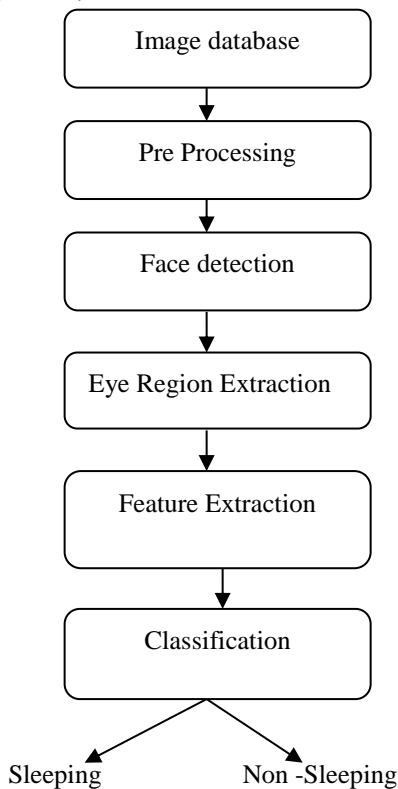 Image database
Pre Processing
Face detection
Eye Region Extraction
Feature Extraction
Classification
Sleeping
Non -Sleeping